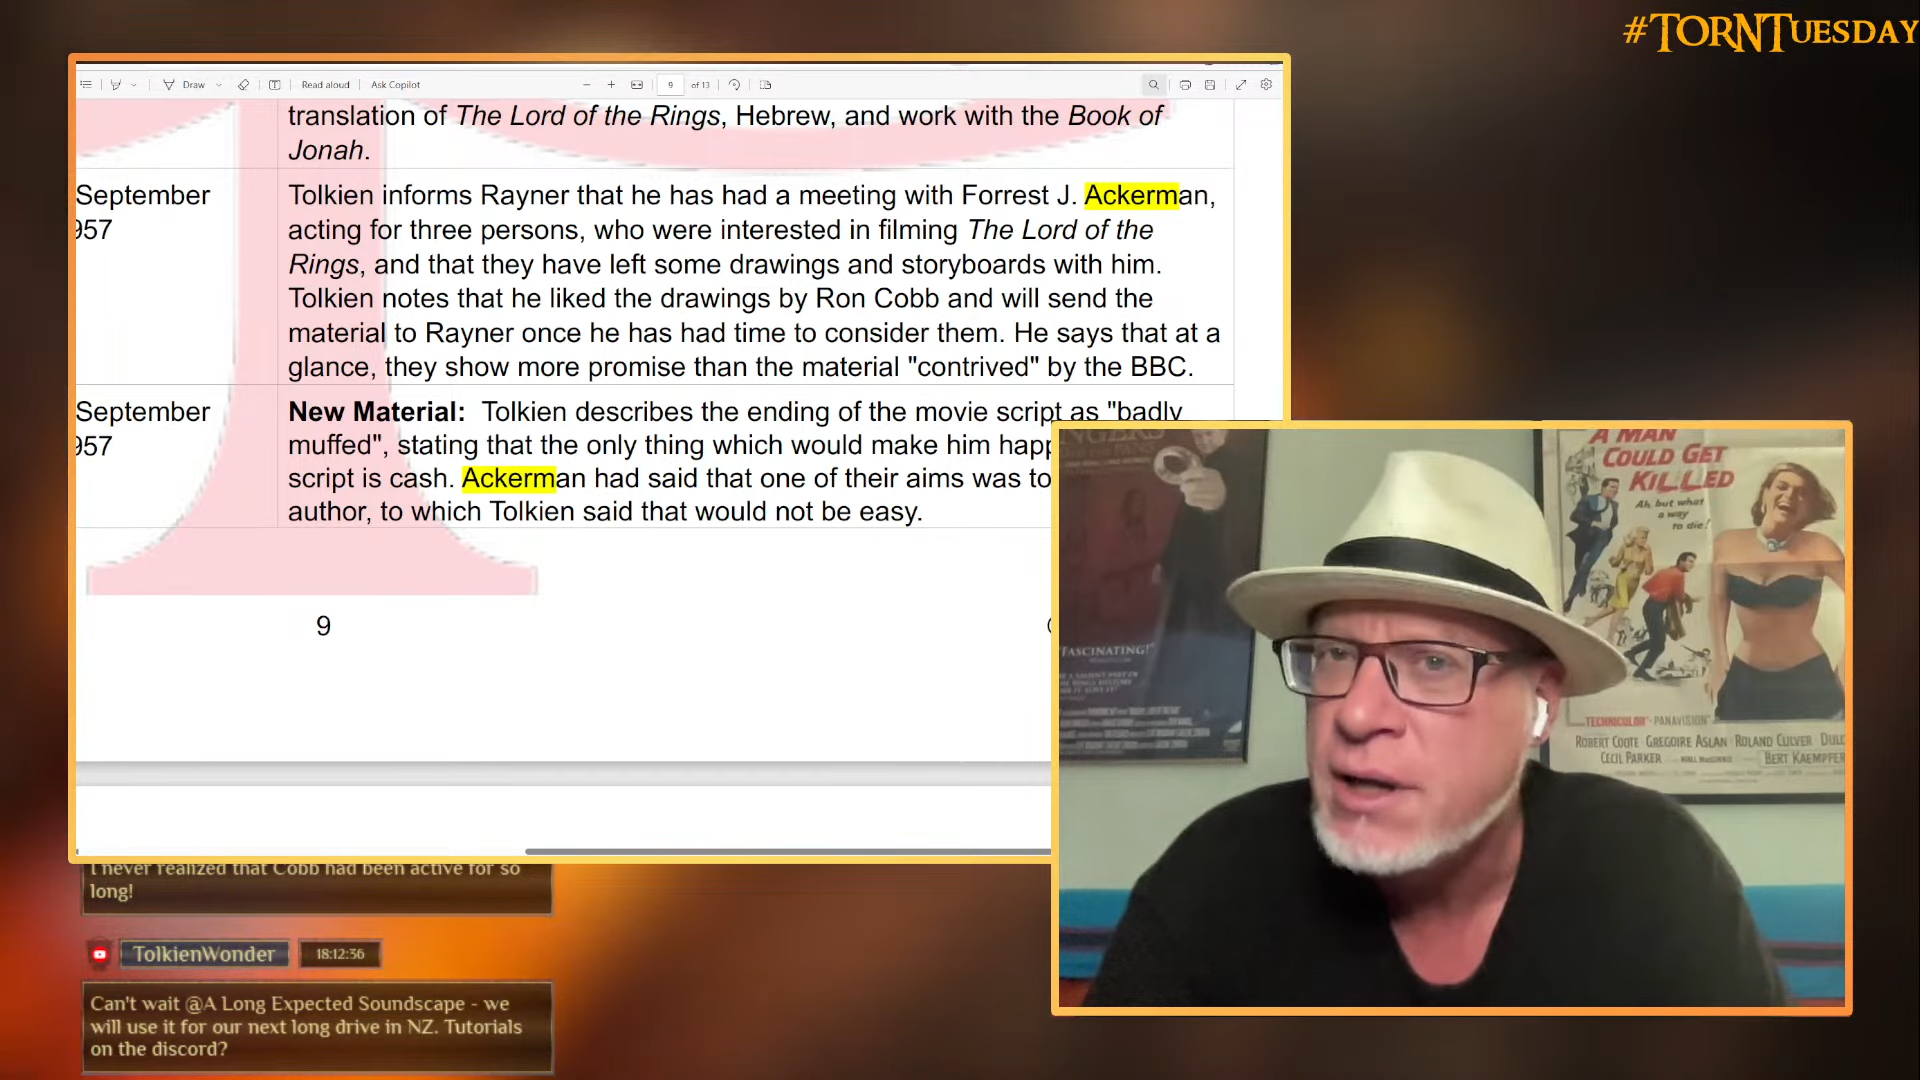 #TORNTUESDAY
Draw
Read aloud
Ask Copilot
9
of 13
translation of The Lord of the Rings, Hebrew, and work with the Book of
Jonah.
September
957
Tolkien informs Rayner that he has had a meeting with Forrest J. Ackerman,
acting for three persons, who were interested in filming The Lord of the
Rings, and that they have left some drawings and storyboards with him.
Tolkien notes that he liked the drawings by Ron Cobb and will send the
material to Rayner once he has had time to consider them. He says that at a
glance, they show more promise than the material "contrived" by the BBC.
September
957
New Material: Tolkien describes the ending of the movie script as "badly
muffed", stating that the only thing which would make him happ
script is cash. Ackerman had said that one of their aims was to
author, to which Tolkien said that would not be easy.
9
I never realized that Cobb had been active for so
long!
TolkienWonder
18:12:36
Can't wait @A Long Expected Soundscape - we
will use it for our next long drive in NZ. Tutorials
on the discord?
"FASCINATING!"
A MAN
COULD GET
KILLED
Ah, but what
a way
to die!
TECHNICOLOR PANAVISION
ROBERT COOTE · GREGOIRE ASLAN · ROLAND CULVER · DULC
CECIL PARKER
BERT KAEMPFER